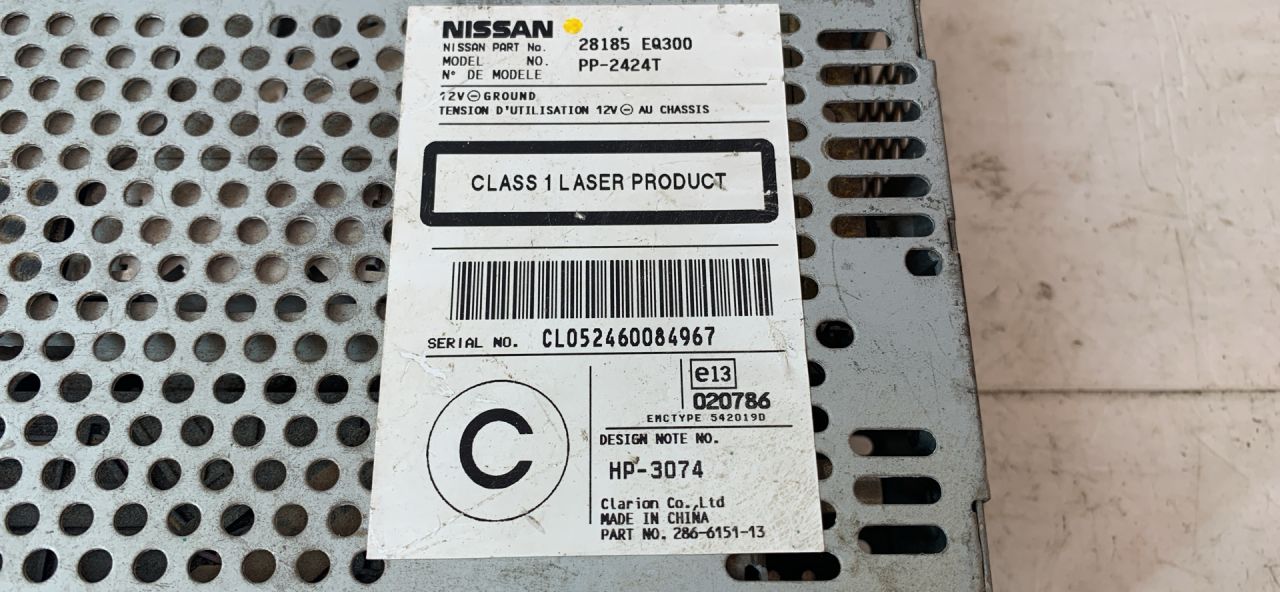 NISSAN
NISSAN PART No. 28185 EQ300
MODEL NO. PP-2424T
N° DE MODELE
12V ⊖ GROUND
TENSION D'UTILISATION 12V ⊖ AU CHASSIS
CLASS 1 LASER PRODUCT
SERIAL NO. CL052460084967
C
e13
020786
EMCTYPE 542019D
DESIGN NOTE NO.
HP-3074
Clarion Co.,Ltd
MADE IN CHINA
PART NO. 286-6151-13